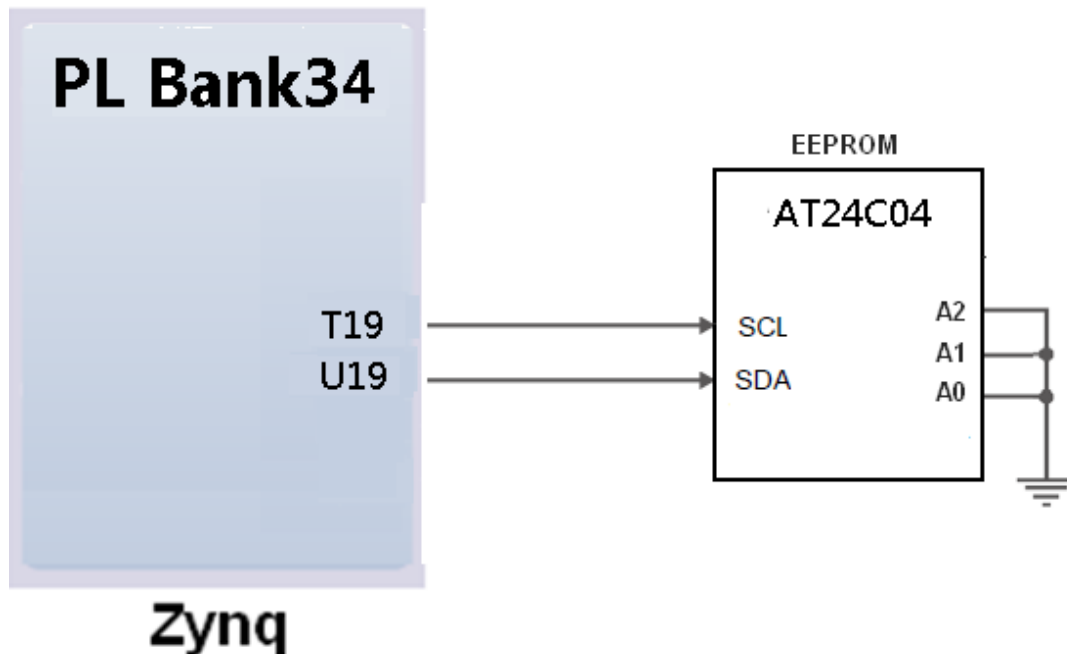 PL Bank34
EEPROM
AT24C04
T19
SCL
A2
U19
SDA
A1
A0
Zynq